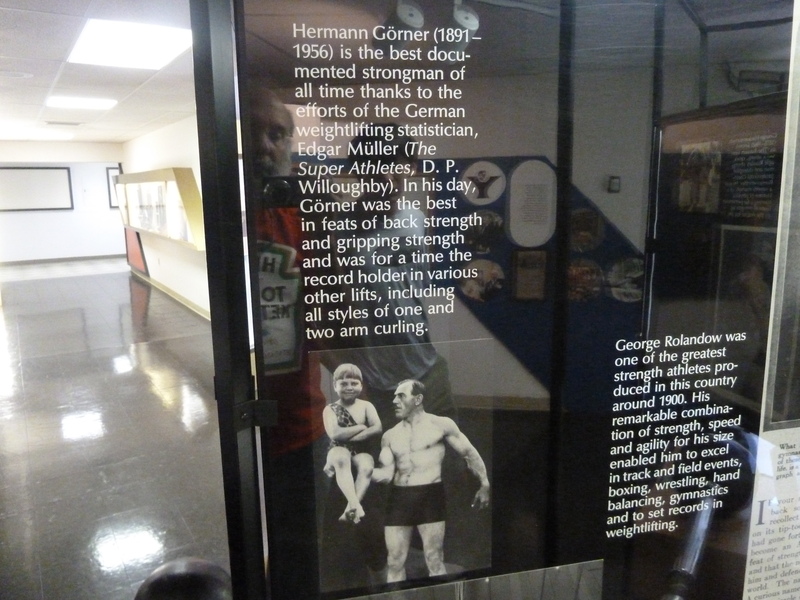 Hermann Görner (1891–
1956) is the best docu-
mented strongman of
all time thanks to the
efforts of the German
weightlifting statistician,
Edgar Müller (The
Super Athletes, D. P.
Willoughby). In his day,
Görner was the best
in feats of back strength
and gripping strength
and was for a time the
record holder in various
other lifts, including
all styles of one and
two arm curling.
George Rolandow was
one of the greatest
strength athletes pro-
duced in this country
around 1900. His
remarkable combina-
tion of strength, speed
and agility for his size
enabled him to excel
in track and field events,
boxing, wrestling, hand
balancing, gymnastics
and to set records in
weightlifting.